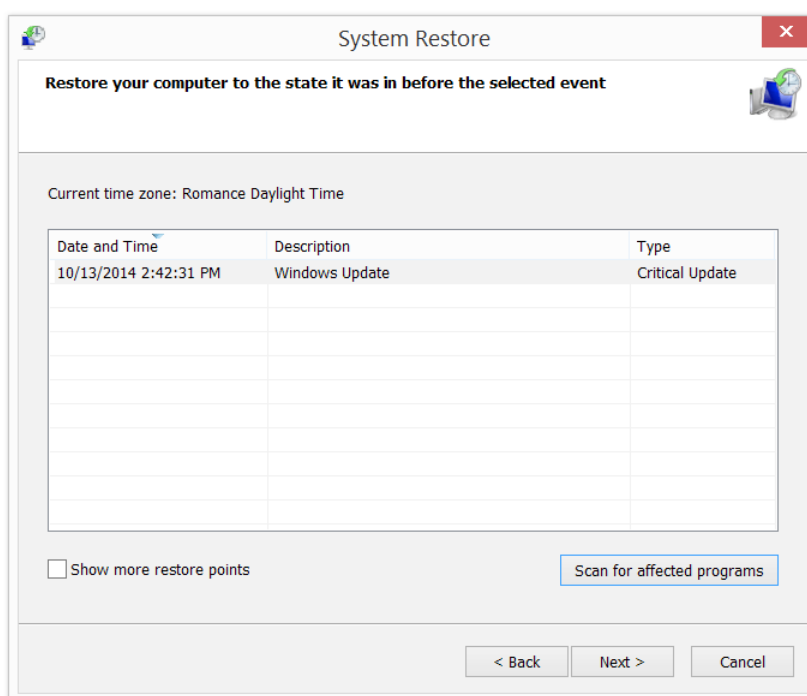 System Restore
Restore your computer to the state it was in before the selected event
Current time zone: Romance Daylight Time
Date and Time Description Type
10/13/2014 2:42:31 PM Windows Update Critical Update
Show more restore points Scan for affected programs
< Back Next > Cancel